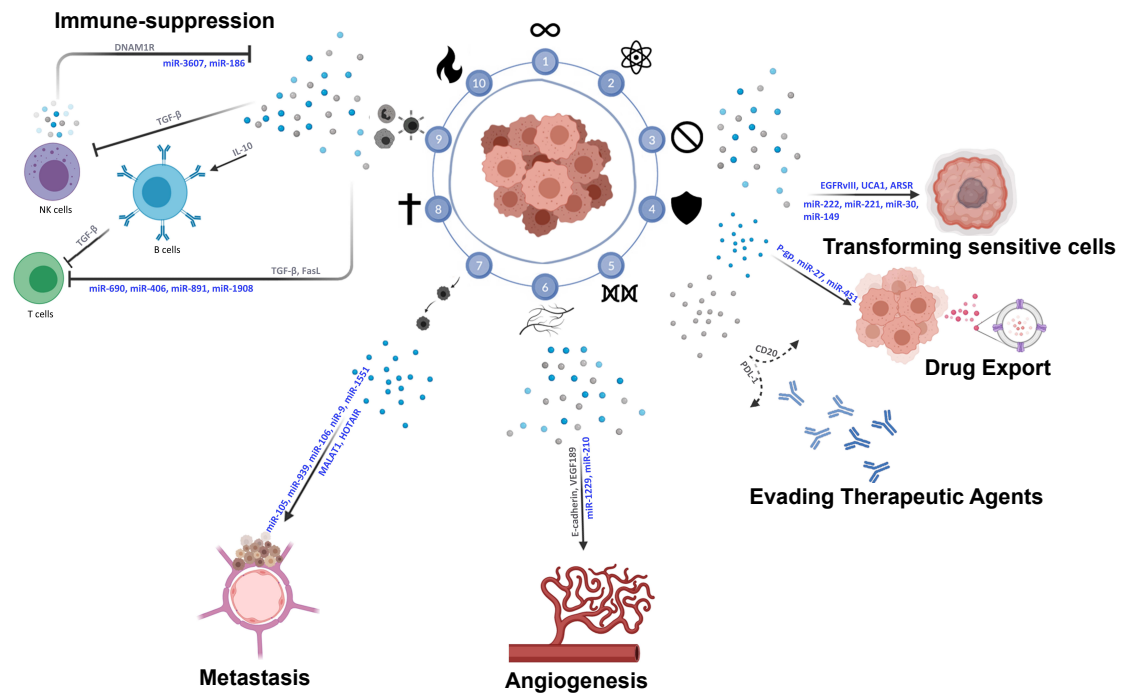 Immune-suppression
DNAM1R
miR-3607, miR-186
TGF-β
IL-10
NK cells
B cells
TGF-β
TGF-β, FasL
miR-690, miR-406, miR-891, miR-1908
T cells
1
2
3
4
5
6
7
8
9
10
EGFRvIII, UCA1, ARSR
miR-222, miR-221, miR-30,
miR-149
Transforming sensitive cells
P-gp, miR-27, miR-451
Drug Export
CD20
PDL-1
Evading Therapeutic Agents
miR-105, miR-939, miR-106, niR-9, miR-1551
MALAT1, HOTAIR
Metastasis
E-cadherin, VEGF189
miR-1229, miR-210
Angiogenesis